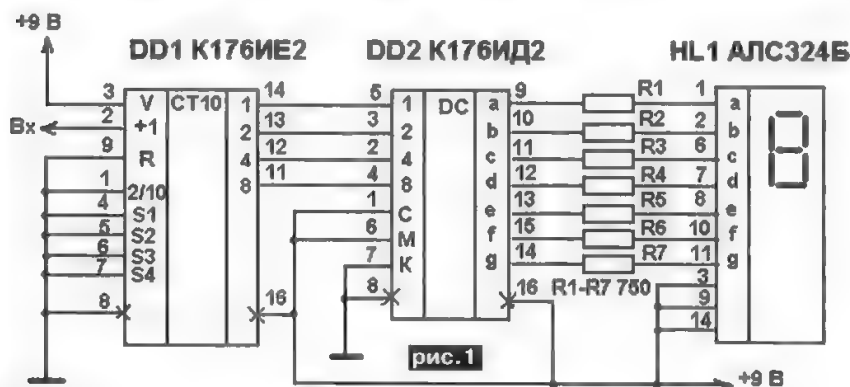 +9 В
DD1 К176ИЕ2
DD2 К176ИД2
HL1 АЛС324Б
3 V СТ10 1 14
2 +1 2 13
9 R 4 12
8 11
1 2/10
4 S1
5 S2
6 S3
7 S4
8 16
Вх
5 1 DC a 9
3 2 b 10
2 4 c 11
4 8 d 12
1 С e 13
6 М f 15
7 К g 14
8 16
R1
R2
R3
R4
R5
R6
R7
R1-R7 750
1 a
2 b
6 c
7 d
8 e
10 f
11 g
3
9
14
рис.1
+9 В